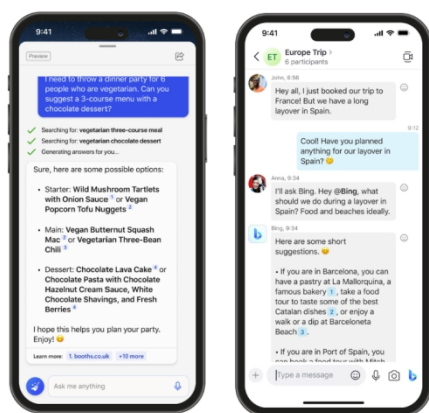 9:41
Preview
I need to throw a dinner party for 6
people who are vegetarian. Can you
suggest a 3-course menu with a
chocolate dessert?
Searching for: vegetarian three-course meal
Searching for: vegetarian chocolate dessert
Generating answers for you...
Sure, here are some possible options:
• Starter: Wild Mushroom Tartlets
with Onion Sauce 1 or Vegan
Popcorn Tofu Nuggets 2
• Main: Vegan Butternut Squash
Mac 2 or Vegetarian Three-Bean
Chili 3
• Dessert: Chocolate Lava Cake 4 or
Chocolate Pasta with Chocolate
Hazelnut Cream Sauce, White
Chocolate Shavings, and Fresh
Berries 4
I hope this helps you plan your party.
Enjoy! 😊
Learn more: 1. booths.co.uk +10 more
Ask me anything
9:41
ET Europe Trip >
6 participants
John, 8:58
Hey all, I just booked our trip to
France! But we have a long
layover in Spain.
9:12
Cool! Have you planned
anything for our layover in
Spain? 😊
Anna, 9:34
I'll ask Bing. Hey @Bing, what
should we do during a layover in
Spain? Food and beaches ideally.
Bing, 9:34
Here are some short
suggestions. 😊
• If you are in Barcelona, you can
have a pastry at La Mallorquina, a
famous bakery 1 , take a food
tour to taste some of the best
Catalan dishes 2 , or enjoy a
walk or a dip at Barceloneta
Beach 3 .
• If you are in Port of Spain, you
can book a food tour with Mitch
Type a message